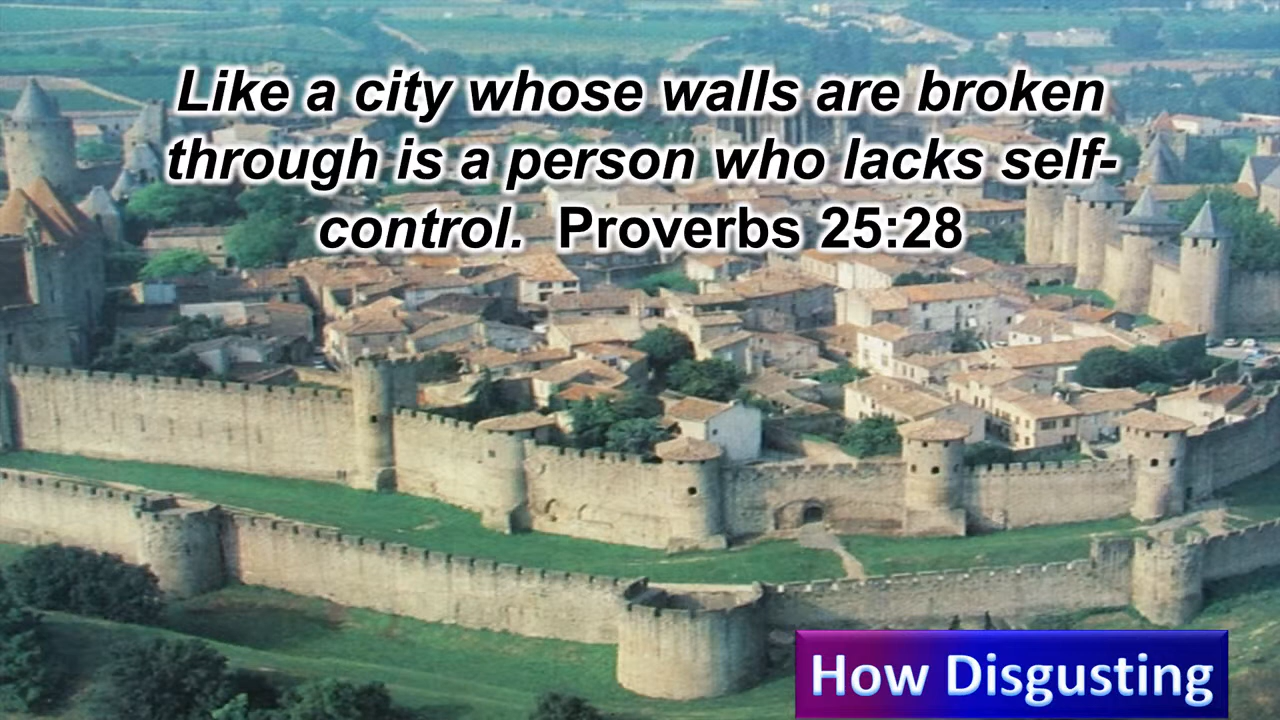 Like a city whose walls are broken
through is a person who lacks self-
control.  Proverbs 25:28
How Disgusting